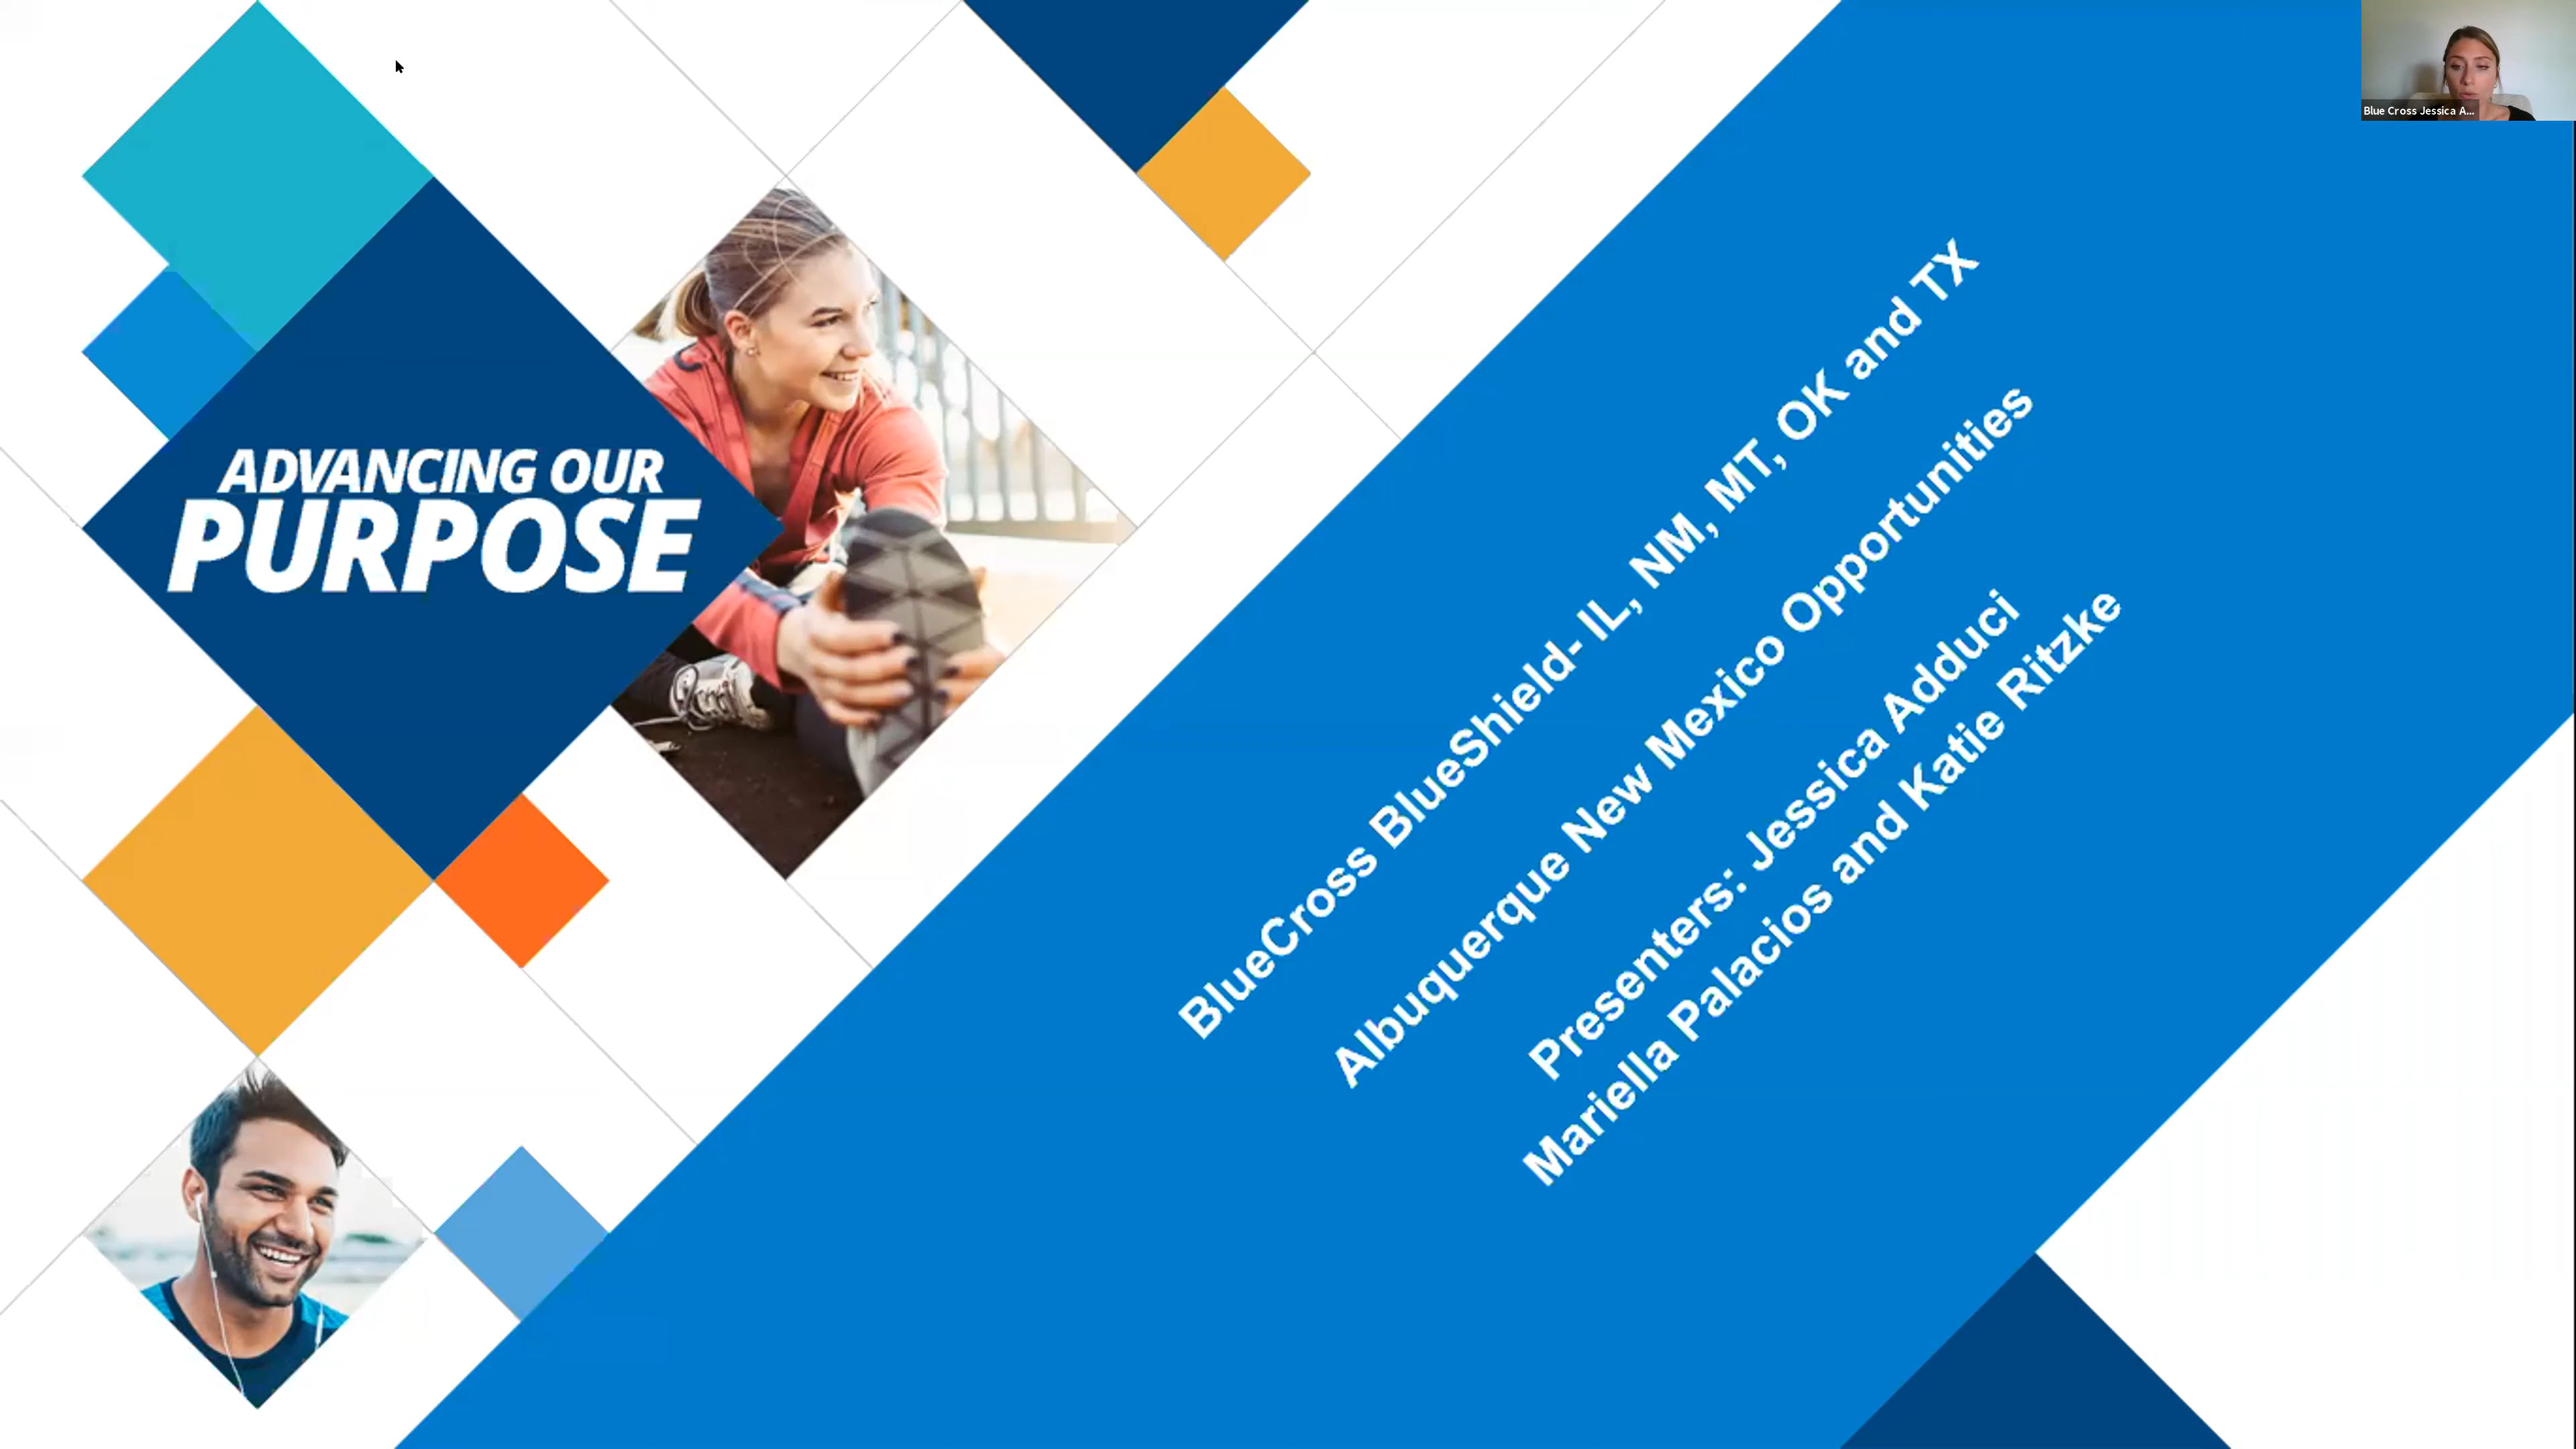 ADVANCING OUR
PURPOSE
BlueCross BlueShield- IL, NM, MT, OK and TX
Albuquerque New Mexico Opportunities
Presenters: Jessica Adduci
Mariella Palacios and Katie Ritzke
Blue Cross Jessica A...